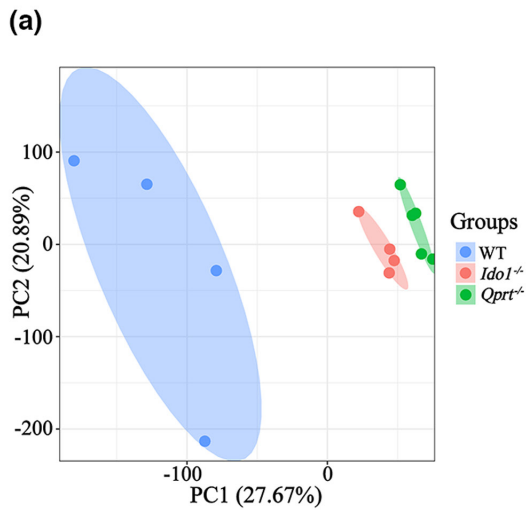 (a)
100
0
-100
-200
PC2 (20.89%)
-100
0
PC1 (27.67%)
Groups
WT
Ido1⁻/⁻
Qprt⁻/⁻